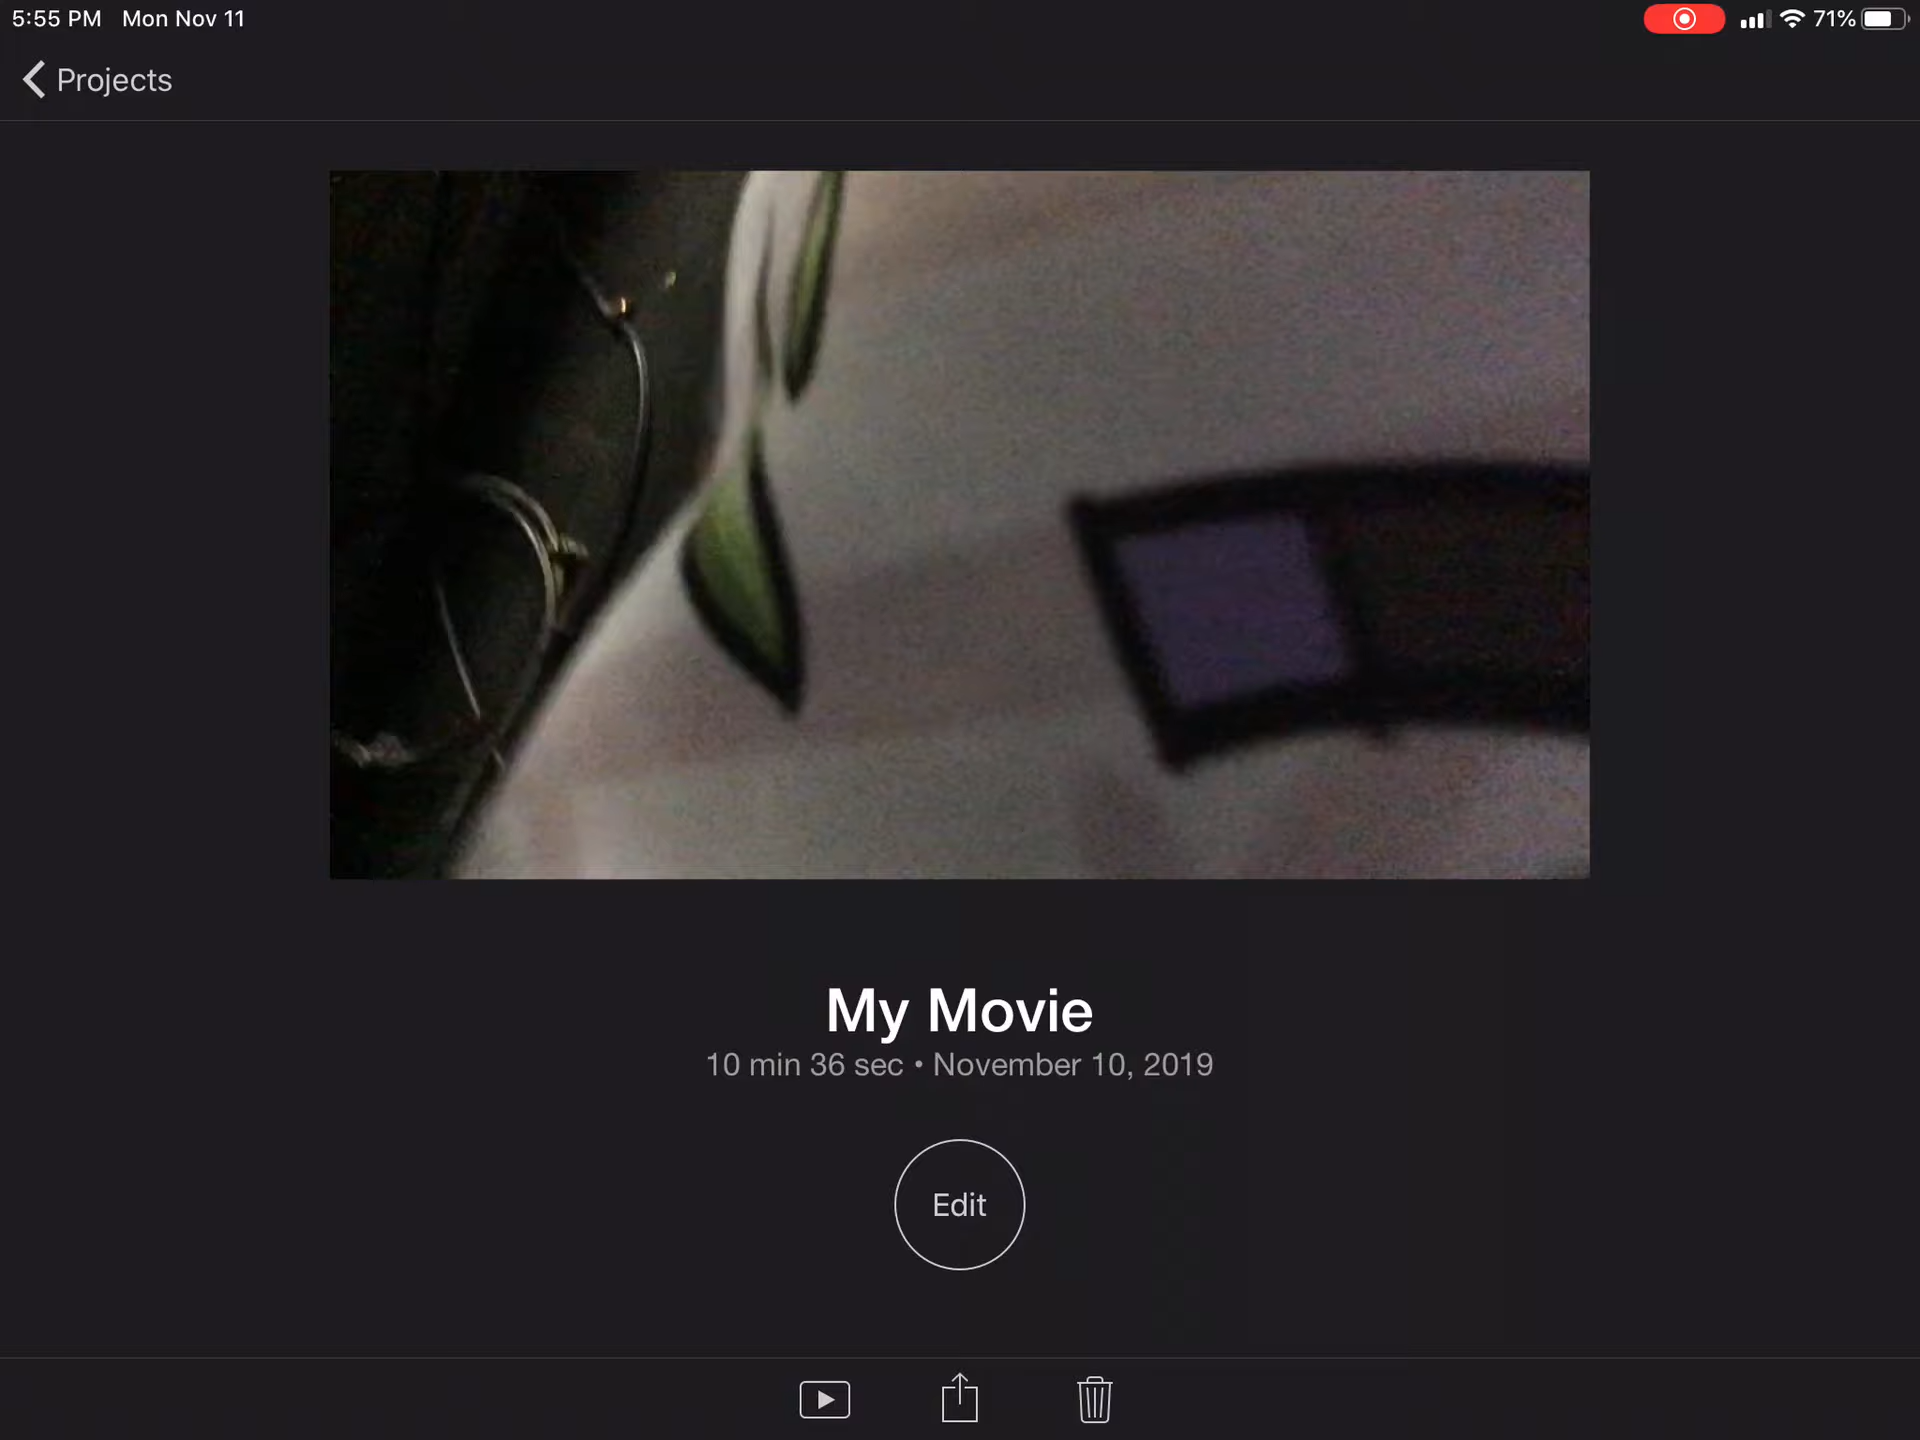 5:55 PM Mon Nov 11
71%
Projects
My Movie
10 min 36 sec • November 10, 2019
Edit